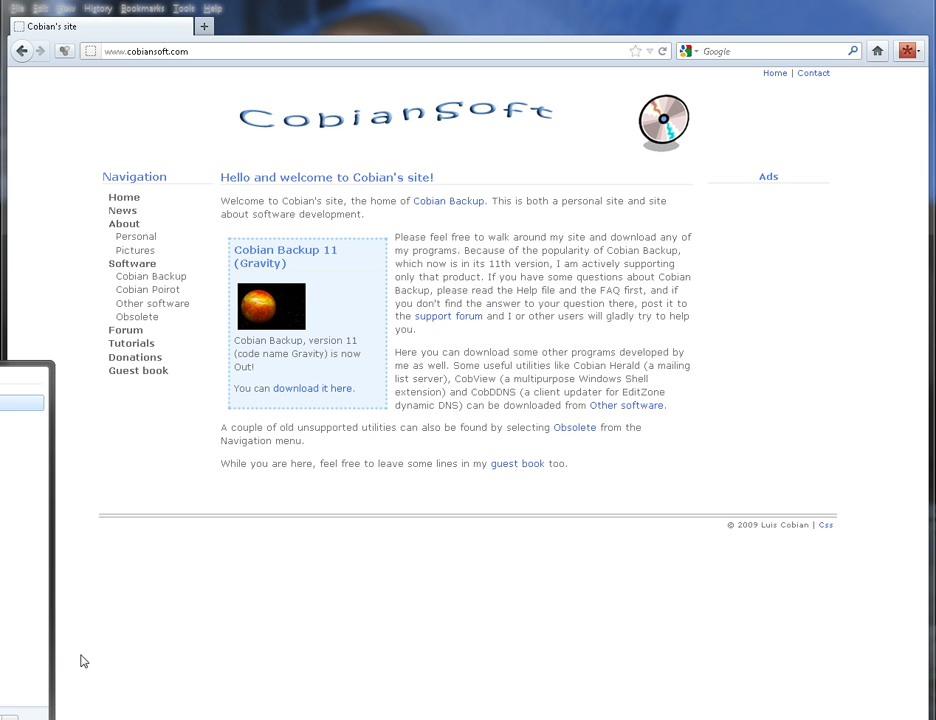 File Edit View History Bookmarks Tools Help
Cobian's site
www.cobiansoft.com
Google
Home | Contact
CobianSoft
Navigation
Home
News
About
Personal
Pictures
Software
Cobian Backup
Cobian Poirot
Other software
Obsolete
Forum
Tutorials
Donations
Guest book
Hello and welcome to Cobian's site!
Welcome to Cobian's site, the home of Cobian Backup. This is both a personal site and site
about software development.
Cobian Backup 11
(Gravity)
Cobian Backup, version 11
(code name Gravity) is now
Out!
You can download it here.
Please feel free to walk around my site and download any of
my programs. Because of the popularity of Cobian Backup,
which now is in its 11th version, I am actively supporting
only that product. If you have some questions about Cobian
Backup, please read the Help file and the FAQ first, and if
you don't find the answer to your question there, post it to
the support forum and I or other users will gladly try to help
you.
Here you can download some other programs developed by
me as well. Some useful utilities like Cobian Herald (a mailing
list server), CobView (a multipurpose Windows Shell
extension) and CobDDNS (a client updater for EditZone
dynamic DNS) can be downloaded from Other software.
A couple of old unsupported utilities can also be found by selecting Obsolete from the
Navigation menu.
While you are here, feel free to leave some lines in my guest book too.
Ads
© 2009 Luis Cobian | Css